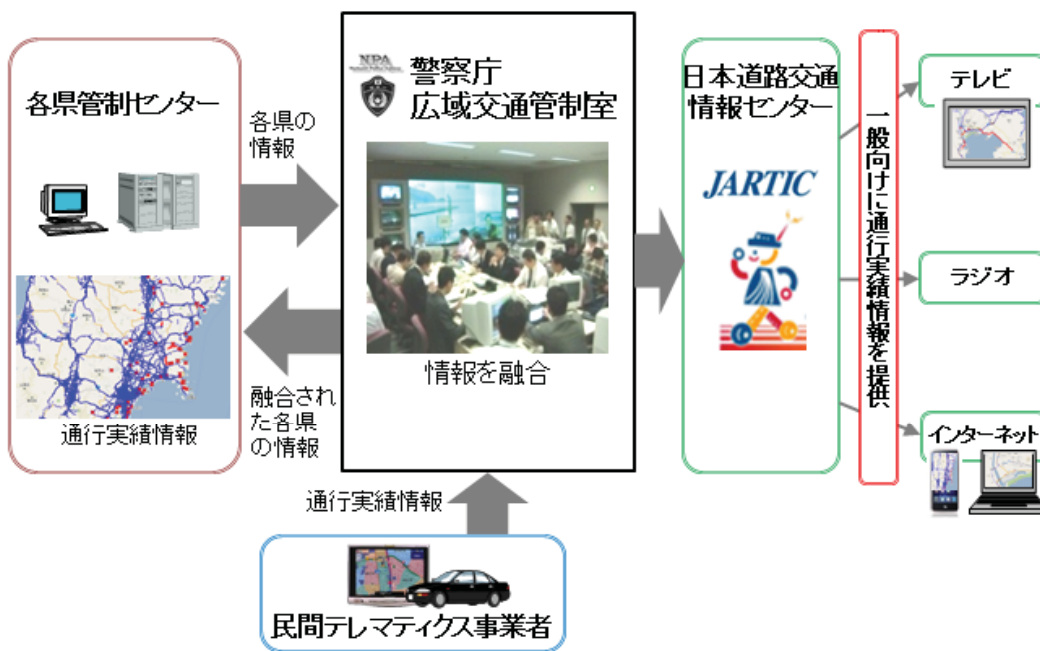 各県管制センター
通行実績情報
各県の
情報
融合され
た各県
の情報
NPA
警察庁
広域交通管制室
情報を融合
通行実績情報
民間テレマティクス事業者
日本道路交通
情報センター
JARTIC
一般向けに通行実績情報を提供
テレビ
ラジオ
インターネット